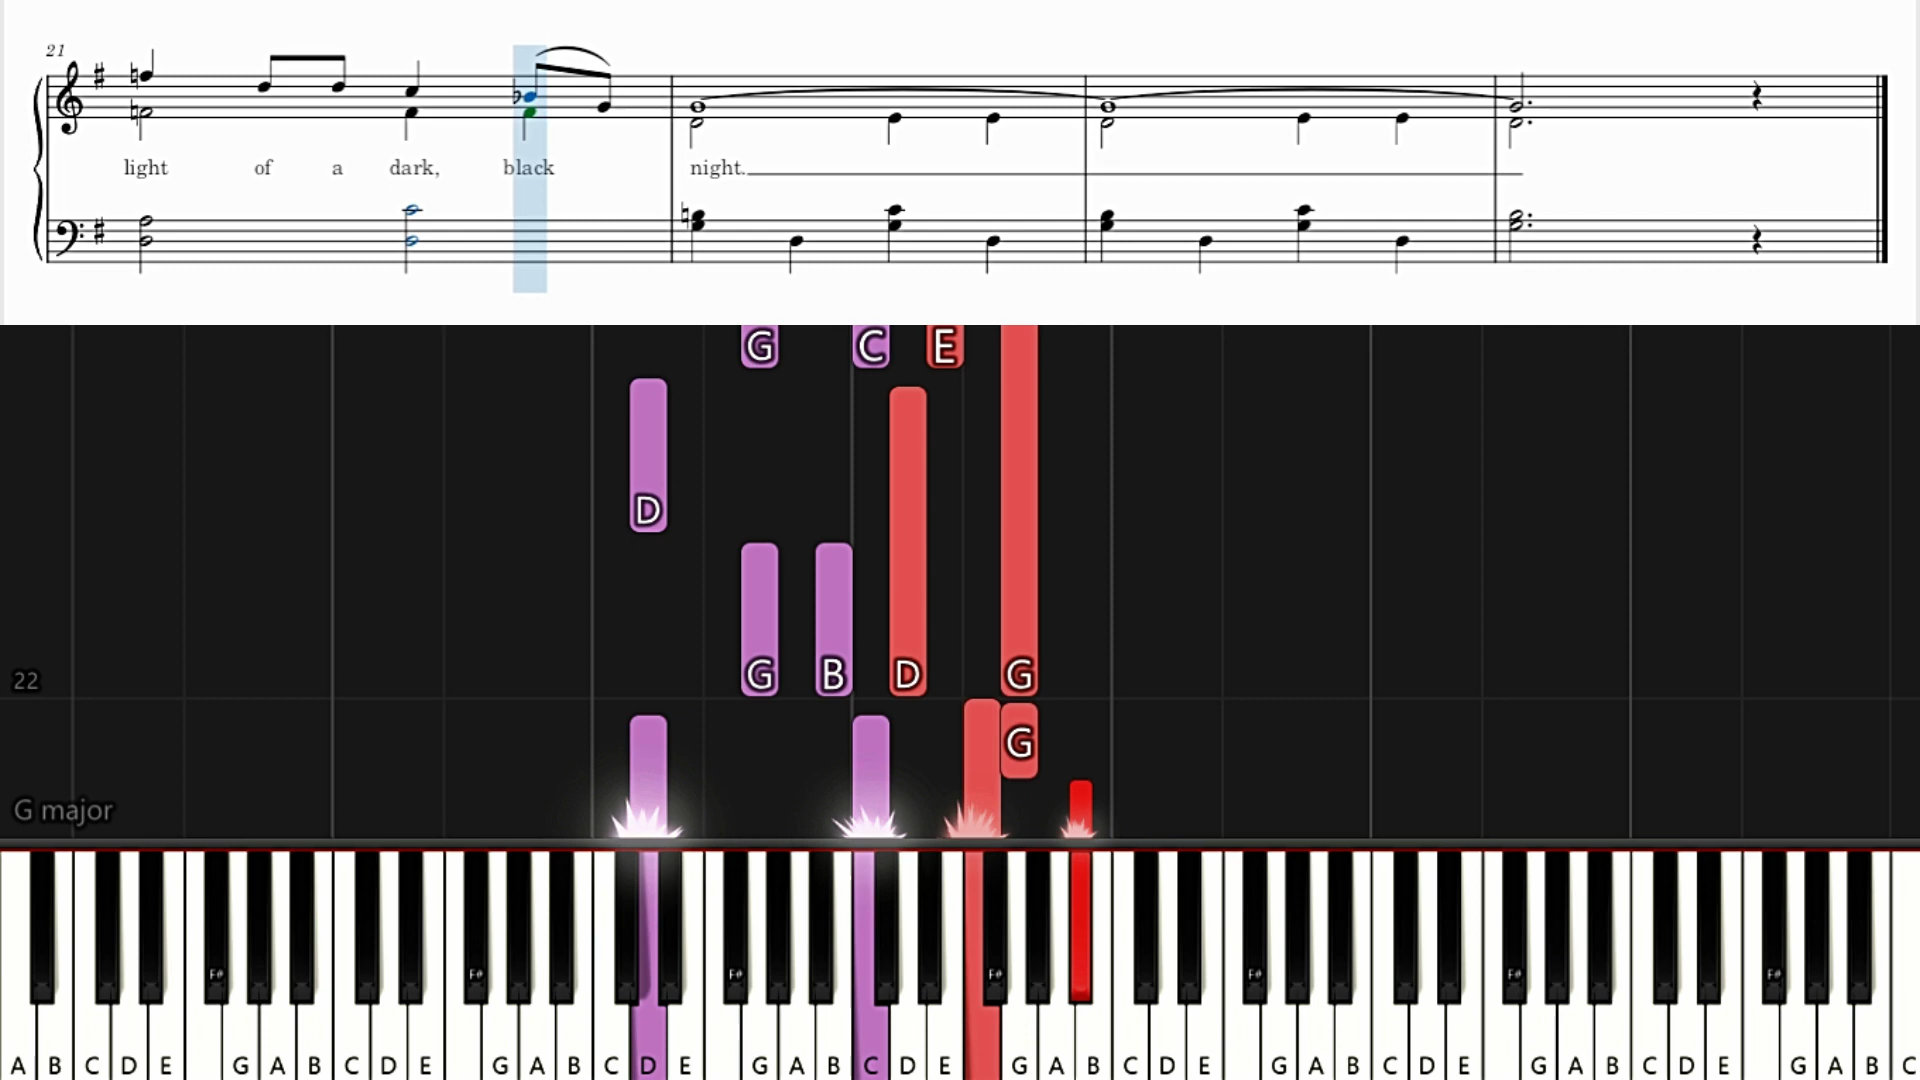 21
light of a dark, black night.
G C E
D
G B D G
22
G
G major
F# F# F# F# F# F# F#
A B C D E G A B C D E G A B C D E G A B C D E G A B C D E G A B C D E G A B C D E G A B C